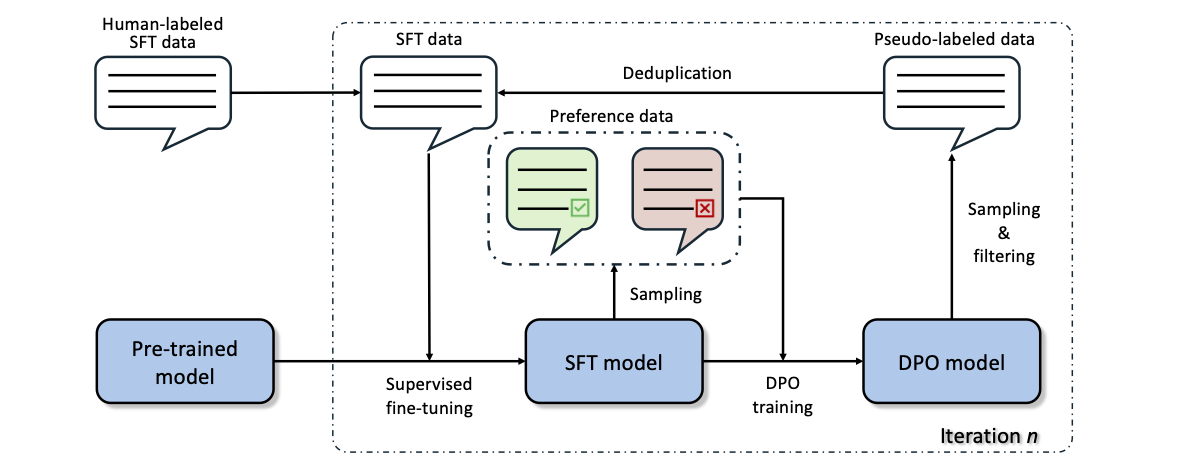 Human-labeled
SFT data
SFT data
Pseudo-labeled data
Deduplication
Preference data
Sampling
&
filtering
Sampling
Pre-trained
model
SFT model
DPO model
Supervised
fine-tuning
DPO
training
Iteration n